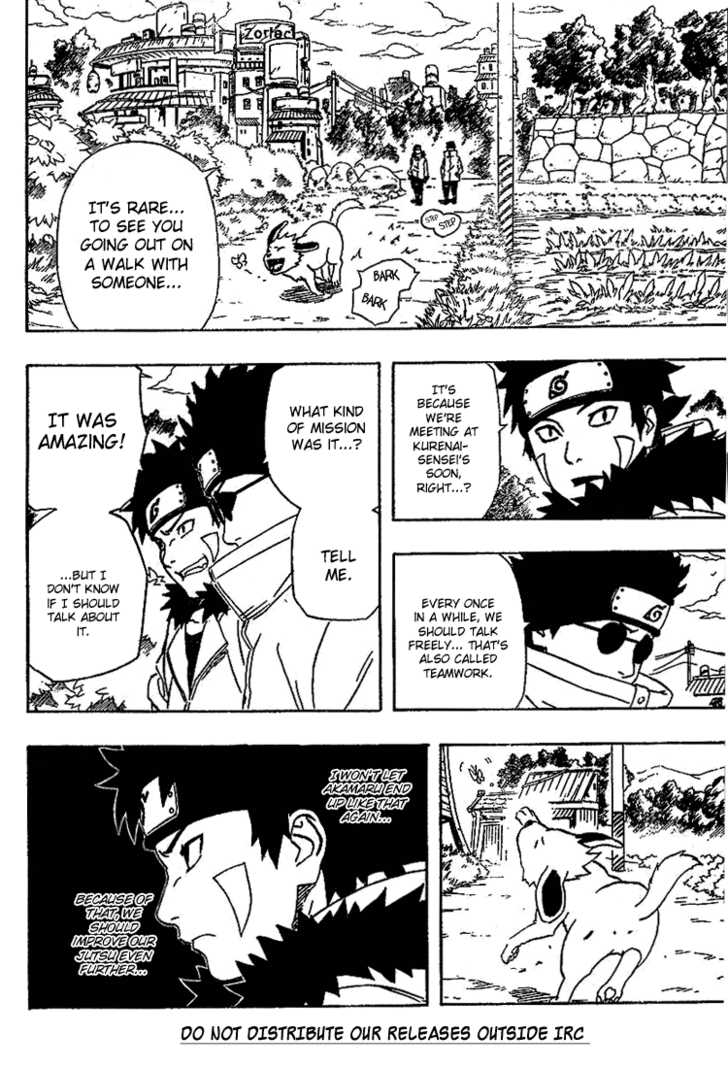 Zortac
IT'S RARE...
TO SEE YOU
GOING OUT ON
A WALK WITH
SOMEONE...
STEP
STEP
BARK
BARK
IT'S
BECAUSE
WE'RE
MEETING AT
KURENAI-
SENSEI'S
SOON,
RIGHT...?
EVERY ONCE
IN A WHILE, WE
SHOULD TALK
FREELY... THAT'S
ALSO CALLED
TEAMWORK.
WHAT KIND
OF MISSION
WAS IT...?
TELL
ME.
IT WAS
AMAZING!
...BUT I
DON'T KNOW
IF I SHOULD
TALK ABOUT
IT.
I WON'T LET
AKAMARU END
UP LIKE THAT
AGAIN...
BECAUSE OF
THAT, WE
SHOULD
IMPROVE OUR
JUTSU EVEN
FURTHER...
DO NOT DISTRIBUTE OUR RELEASES OUTSIDE IRC